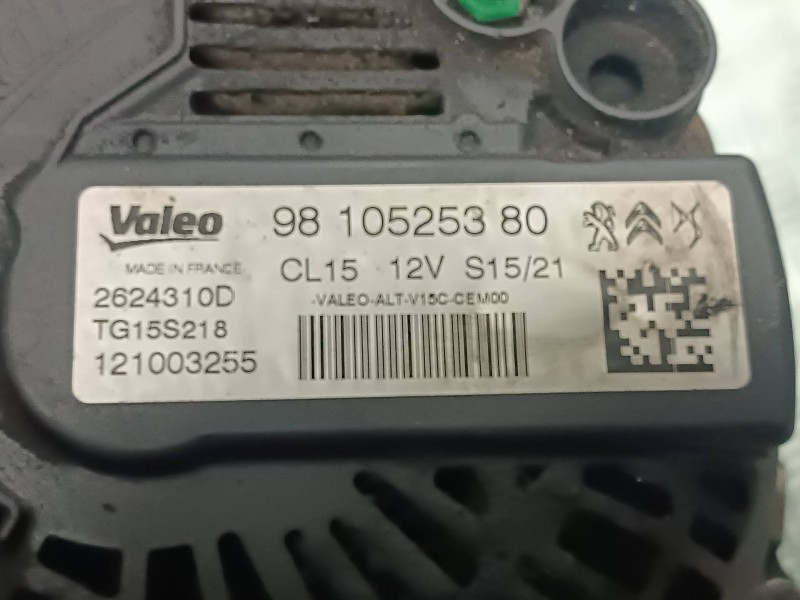 Valeo 98 105253 80
MADE IN FRANCE CL15 12V S15/21
2624310D -VALEO-ALT-V15C-CEM00
TG15S218
121003255